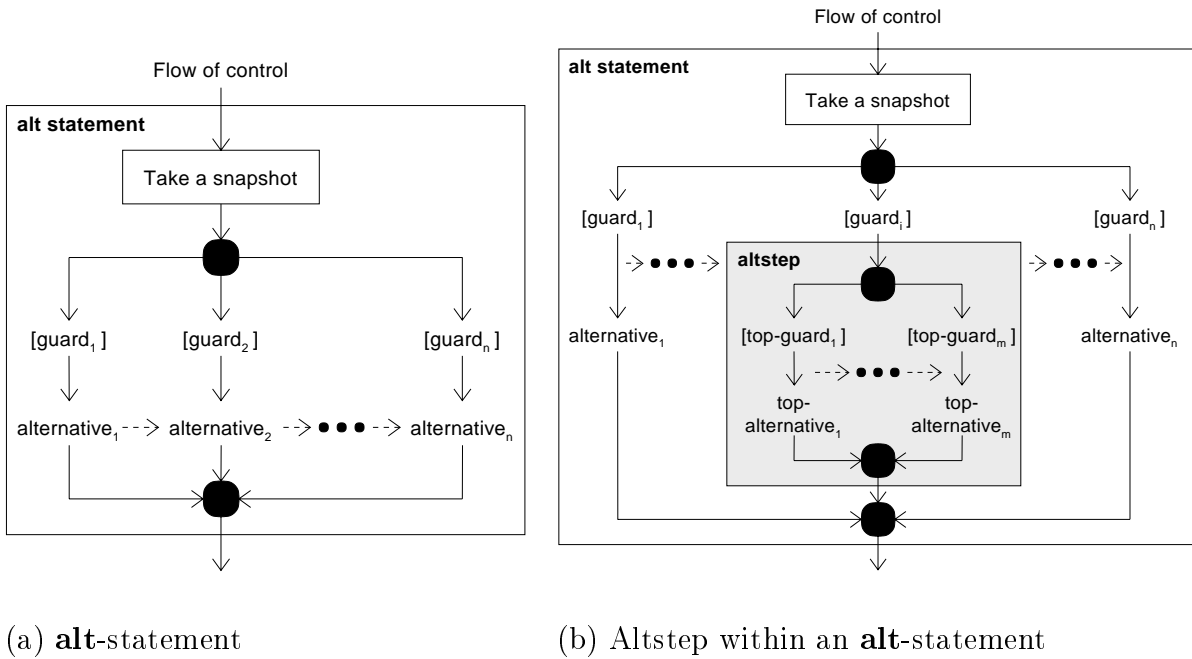 Flow of control
alt statement
Take a snapshot
[guard₁]
[guard₂]
[guardₙ]
alternative₁
alternative₂
alternativeₙ
(a) alt-statement
Flow of control
alt statement
Take a snapshot
[guard₁]
[guardᵢ]
[guardₙ]
altstep
alternative₁
[top-guard₁]
[top-guardₘ]
alternativeₙ
top-
alternative₁
top-
alternativeₘ
(b) Altstep within an alt-statement